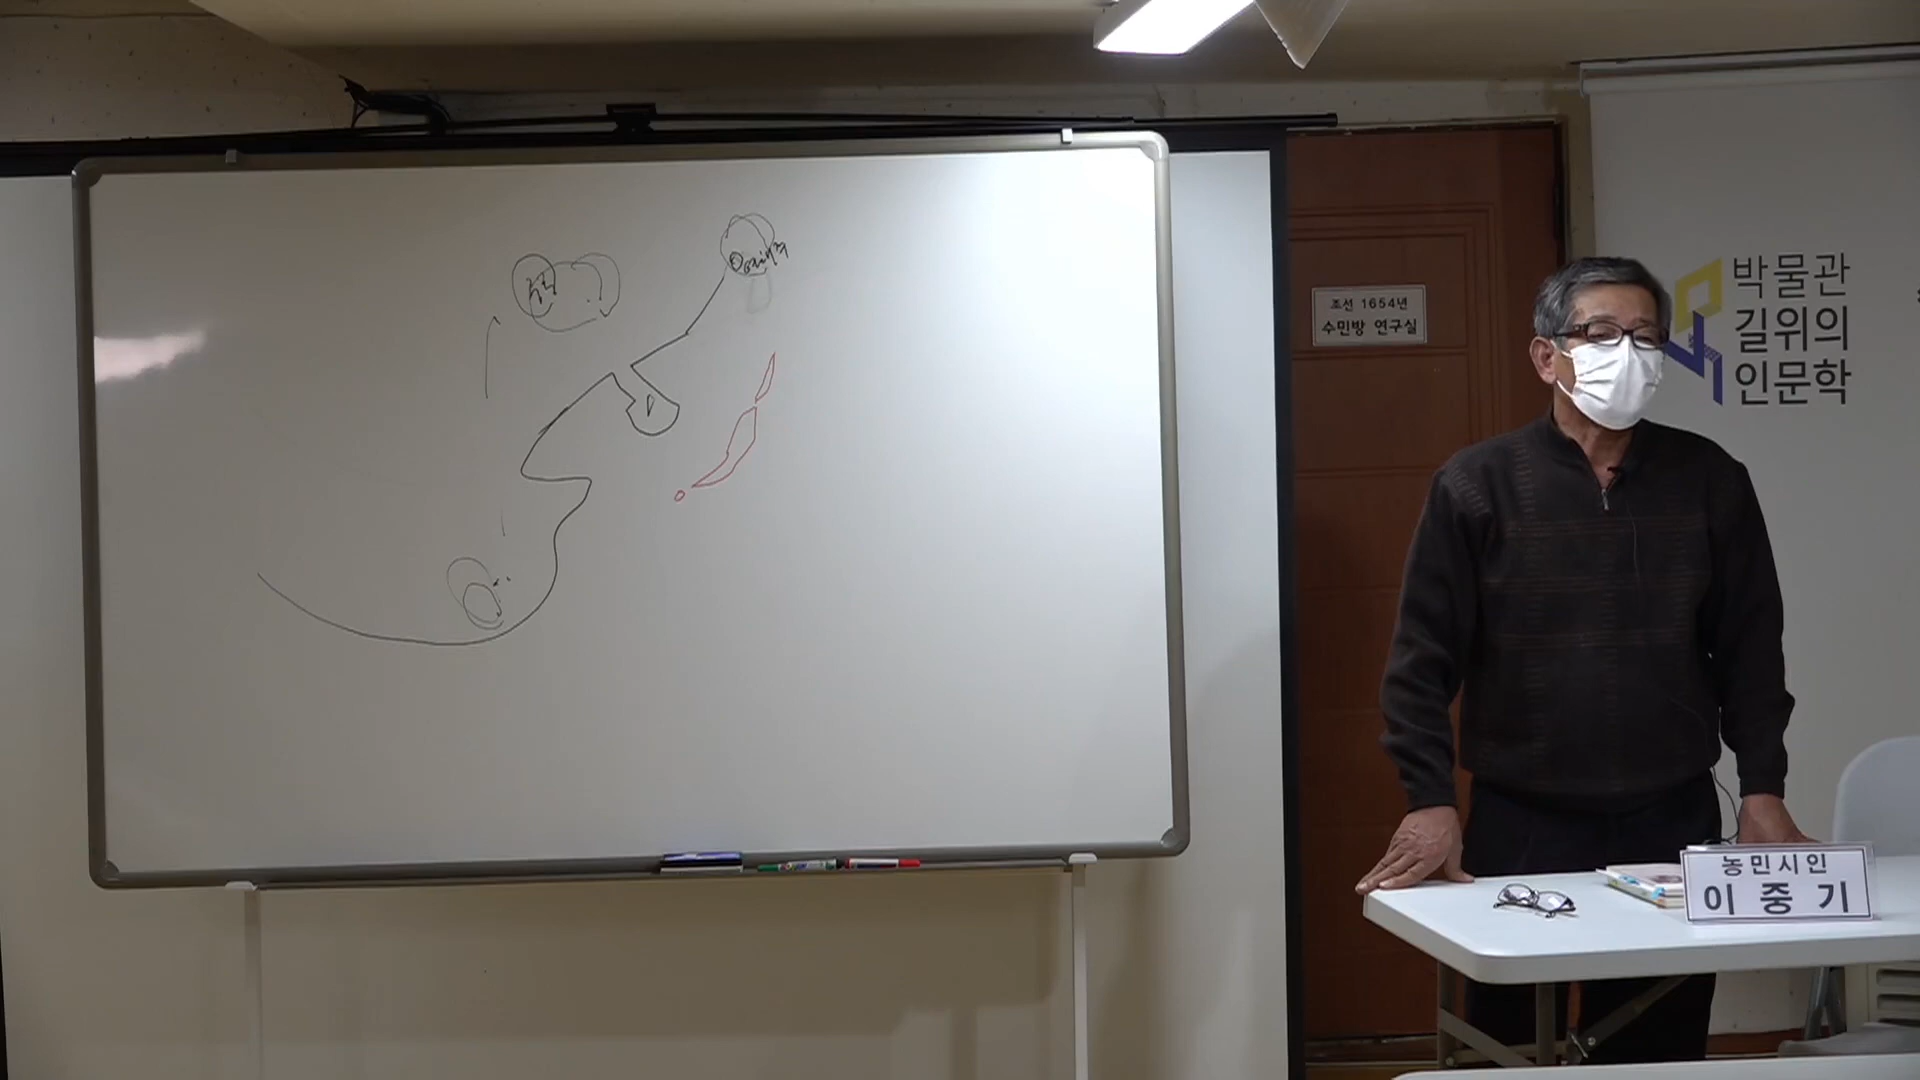 조선 1654년
수민방 연구실
박물관
길위의
인문학
농민시인
이중기